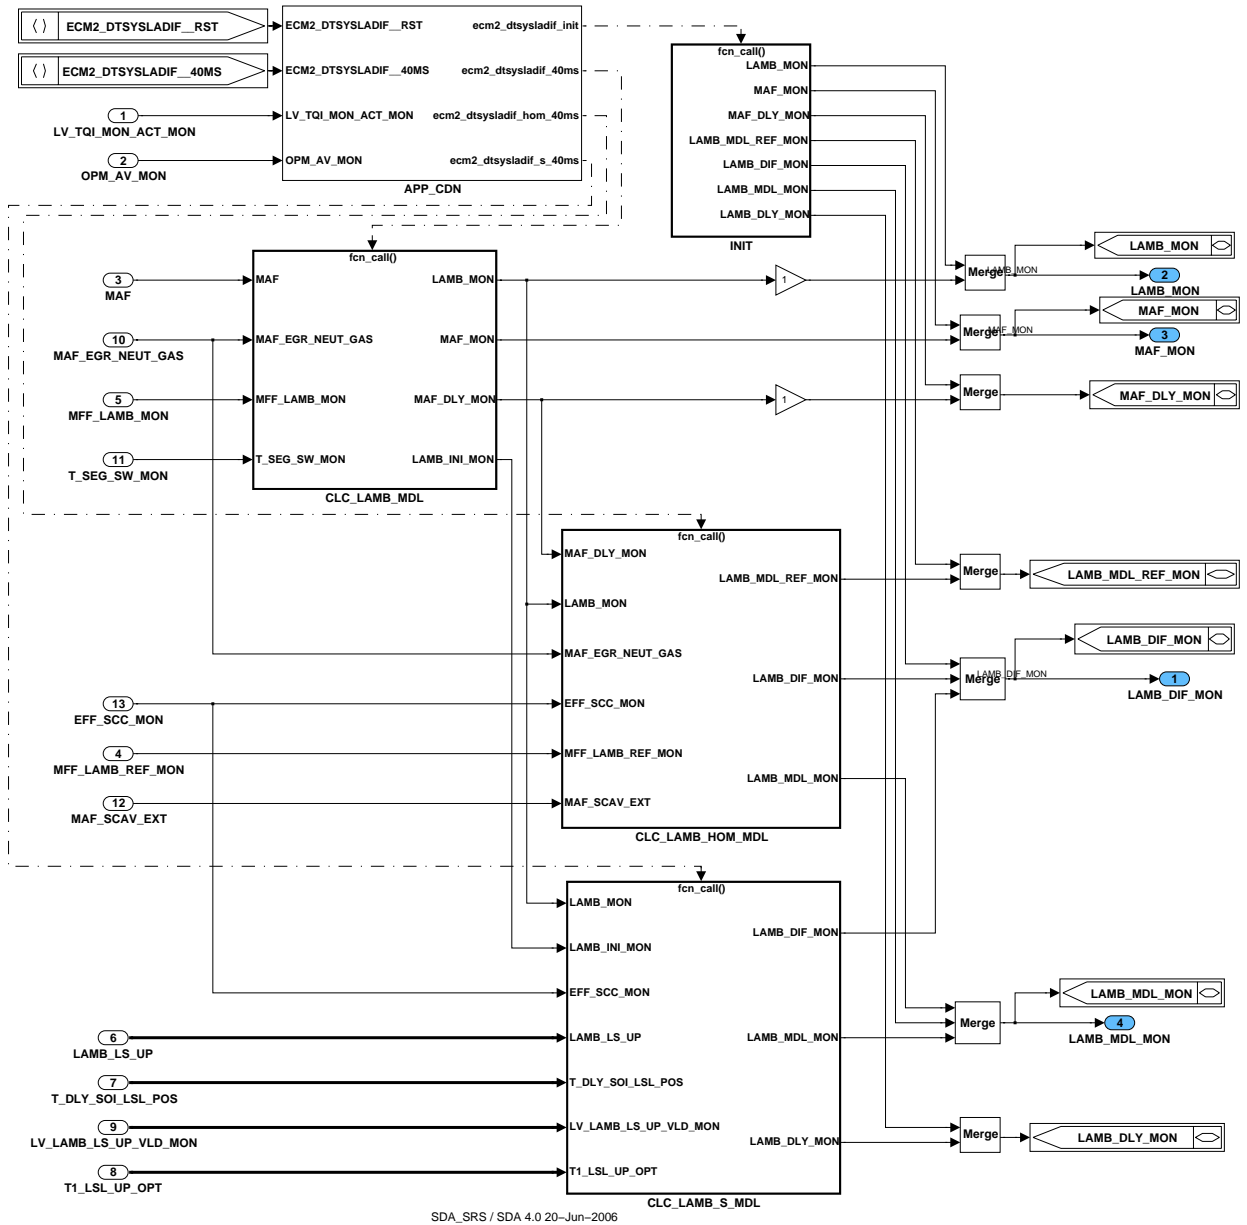 ECM2_DTSYSLADIF__RST
ECM2_DTSYSLADIF__40MS
1
LV_TQI_MON_ACT_MON
2
OPM_AV_MON
ECM2_DTSYSLADIF__RST
ecm2_dtsysladif_init
ECM2_DTSYSLADIF__40MS
ecm2_dtsysladif_40ms
LV_TQI_MON_ACT_MON
ecm2_dtsysladif_hom_40ms
OPM_AV_MON
ecm2_dtsysladif_s_40ms
APP_CDN
fcn_call()
LAMB_MON
MAF_MON
MAF_DLY_MON
LAMB_MDL_REF_MON
LAMB_DIF_MON
LAMB_MDL_MON
LAMB_DLY_MON
INIT
3
MAF
10
MAF_EGR_NEUT_GAS
5
MFF_LAMB_MON
11
T_SEG_SW_MON
fcn_call()
MAF
LAMB_MON
MAF_EGR_NEUT_GAS
MAF_MON
MFF_LAMB_MON
MAF_DLY_MON
T_SEG_SW_MON
LAMB_INI_MON
CLC_LAMB_MDL
1
1
Merge
LAMB_MON
LAMB_MON
2
LAMB_MON
Merge
MAF_MON
MAF_MON
3
MAF_MON
Merge
MAF_DLY_MON
13
EFF_SCC_MON
4
MFF_LAMB_REF_MON
12
MAF_SCAV_EXT
fcn_call()
MAF_DLY_MON
LAMB_MDL_REF_MON
LAMB_MON
MAF_EGR_NEUT_GAS
LAMB_DIF_MON
EFF_SCC_MON
MFF_LAMB_REF_MON
LAMB_MDL_MON
MAF_SCAV_EXT
CLC_LAMB_HOM_MDL
Merge
LAMB_MDL_REF_MON
LAMB_DIF_MON
Merge
LAMB_DIF_MON
1
LAMB_DIF_MON
6
LAMB_LS_UP
7
T_DLY_SOI_LSL_POS
9
LV_LAMB_LS_UP_VLD_MON
8
T1_LSL_UP_OPT
fcn_call()
LAMB_MON
LAMB_DIF_MON
LAMB_INI_MON
EFF_SCC_MON
LAMB_LS_UP
LAMB_MDL_MON
T_DLY_SOI_LSL_POS
LV_LAMB_LS_UP_VLD_MON
LAMB_DLY_MON
T1_LSL_UP_OPT
CLC_LAMB_S_MDL
Merge
LAMB_MDL_MON
4
LAMB_MDL_MON
Merge
LAMB_DLY_MON
SDA_SRS / SDA 4.0 20−Jun−2006